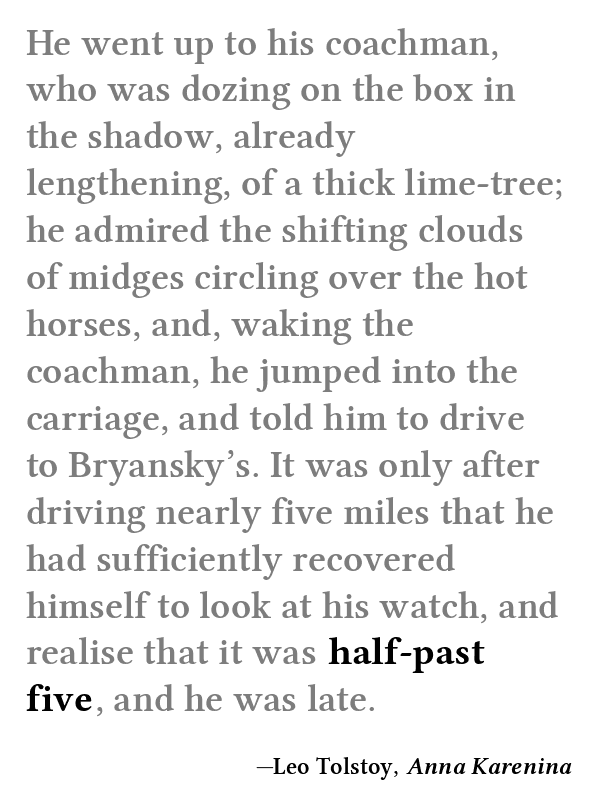 He went up to his coachman,
who was dozing on the box in
the shadow, already
lengthening, of a thick lime-tree;
he admired the shifting clouds
of midges circling over the hot
horses, and, waking the
coachman, he jumped into the
carriage, and told him to drive
to Bryansky’s. It was only after
driving nearly five miles that he
had sufficiently recovered
himself to look at his watch, and
realise that it was half-past
five, and he was late.
—Leo Tolstoy, Anna Karenina